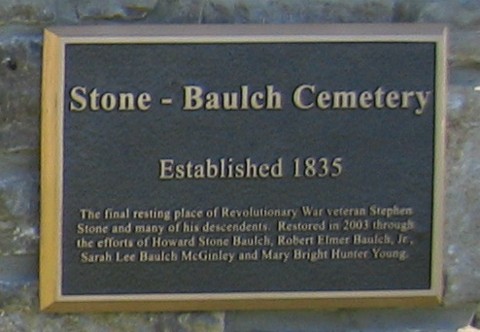 Stone - Baulch Cemetery
Established 1835
The final resting place of Revolutionary War veteran Stephen
Stone and many of his descendents. Restored in 2003 through
the efforts of Howard Stone Baulch, Robert Elmer Baulch, Jr.,
Sarah Lee Baulch McGinley and Mary Bright Hunter Young.